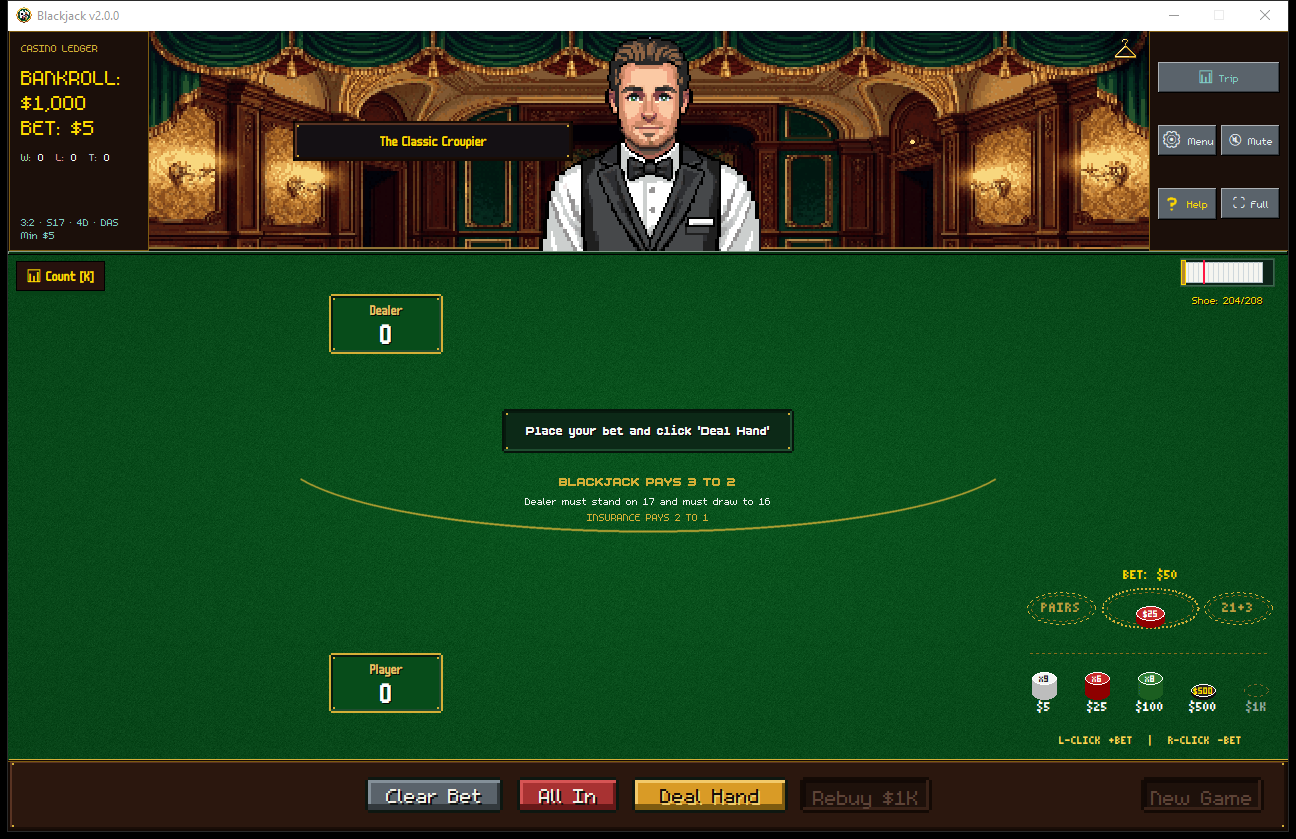 Blackjack v2.0.0
CASINO LEDGER
BANKROLL:
$1,000
BET: $5
W: 0 L: 0 T: 0
3:2 · S17 · 4D · DAS
Min $5
The Classic Croupier
Trip
Menu
Mute
Help
Full
Count [K]
Shoe: 204/208
Dealer
0
Place your bet and click 'Deal Hand'
BLACKJACK PAYS 3 TO 2
Dealer must stand on 17 and must draw to 16
INSURANCE PAYS 2 TO 1
BET: $50
PAIRS
$25
21+3
Player
0
x9
x6
x8
$500
$5
$25
$100
$500
$1K
L-CLICK +BET | R-CLICK -BET
Clear Bet
All In
Deal Hand
Rebuy $1K
New Game